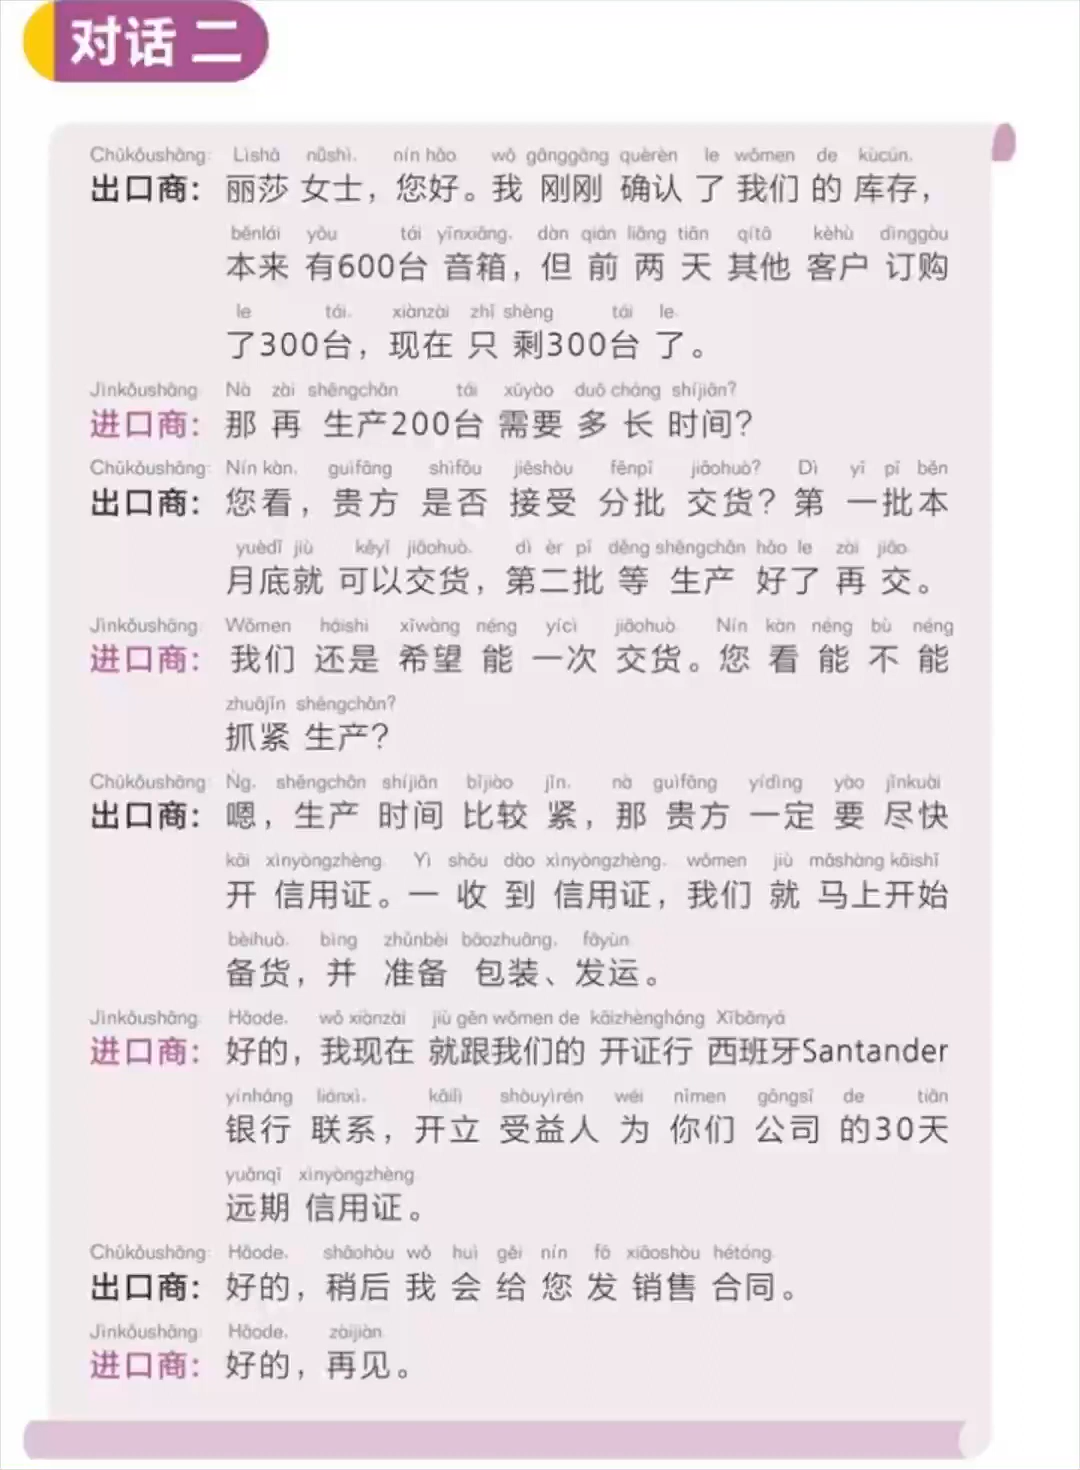 对话二
Chūkǒushāng: Lìshā nǚshì, nín hǎo wǒ gānggāng quèrèn le wǒmen de kùcún,
出口商：丽莎 女士，您好。我 刚刚 确认 了 我们 的 库存，
běnlái yǒu tái yīnxiāng, dàn qián liǎng tiān qítā kèhù dìnggòu
本来 有600台 音箱，但 前 两 天 其他 客户 订购
le tái, xiànzài zhǐ shèng tái le
了300台，现在 只 剩300台 了。
Jìnkǒushāng: Nà zài shēngchǎn tái xūyào duō cháng shíjiān?
进口商：那 再 生产200台 需要 多 长 时间？
Chūkǒushāng: Nín kàn, guìfāng shìfǒu jiēshòu fēnpī jiāohuò? Dì yī pī běn
出口商：您看，贵方 是否 接受 分批 交货？第 一批本
yuèdǐ jiù kěyǐ jiāohuò, dì èr pī děng shēngchǎn hǎo le zài jiāo
月底就 可以交货，第二批 等 生产 好了 再 交。
Jìnkǒushāng: Wǒmen háishi xīwàng néng yícì jiāohuò Nín kàn néng bù néng
进口商：我们 还是 希望 能 一次 交货。您 看 能 不 能
zhuājǐn shēngchǎn?
抓紧 生产？
Chūkǒushāng: Ǹg, shēngchǎn shíjiān bǐjiào jǐn, nà guìfāng yídìng yào jǐnkuài
出口商：嗯，生产 时间 比较 紧，那 贵方 一定 要 尽快
kāi xìnyòngzhèng Yì shōu dào xìnyòngzhèng, wǒmen jiù mǎshàng kāishǐ
开 信用证。一 收 到 信用证，我们 就 马上开始
bèihuò, bìng zhǔnbèi bāozhuāng, fāyùn
备货，并 准备 包装、发运。
Jìnkǒushāng: Hǎode, wǒ xiànzài jiù gēn wǒmen de kāizhèngháng Xībānyá
进口商：好的，我现在 就跟我们的 开证行 西班牙Santander
yínháng liánxì, kāilì shòuyìrén wéi nǐmen gōngsī de tiān
银行 联系，开立 受益人 为 你们 公司 的30天
yuǎnqī xìnyòngzhèng
远期 信用证。
Chūkǒushāng: Hǎode, shāohòu wǒ huì gěi nín fā xiāoshòu hétóng
出口商：好的，稍后 我 会 给 您 发 销售 合同。
Jìnkǒushāng: Hǎode, zàijiàn
进口商：好的，再见。